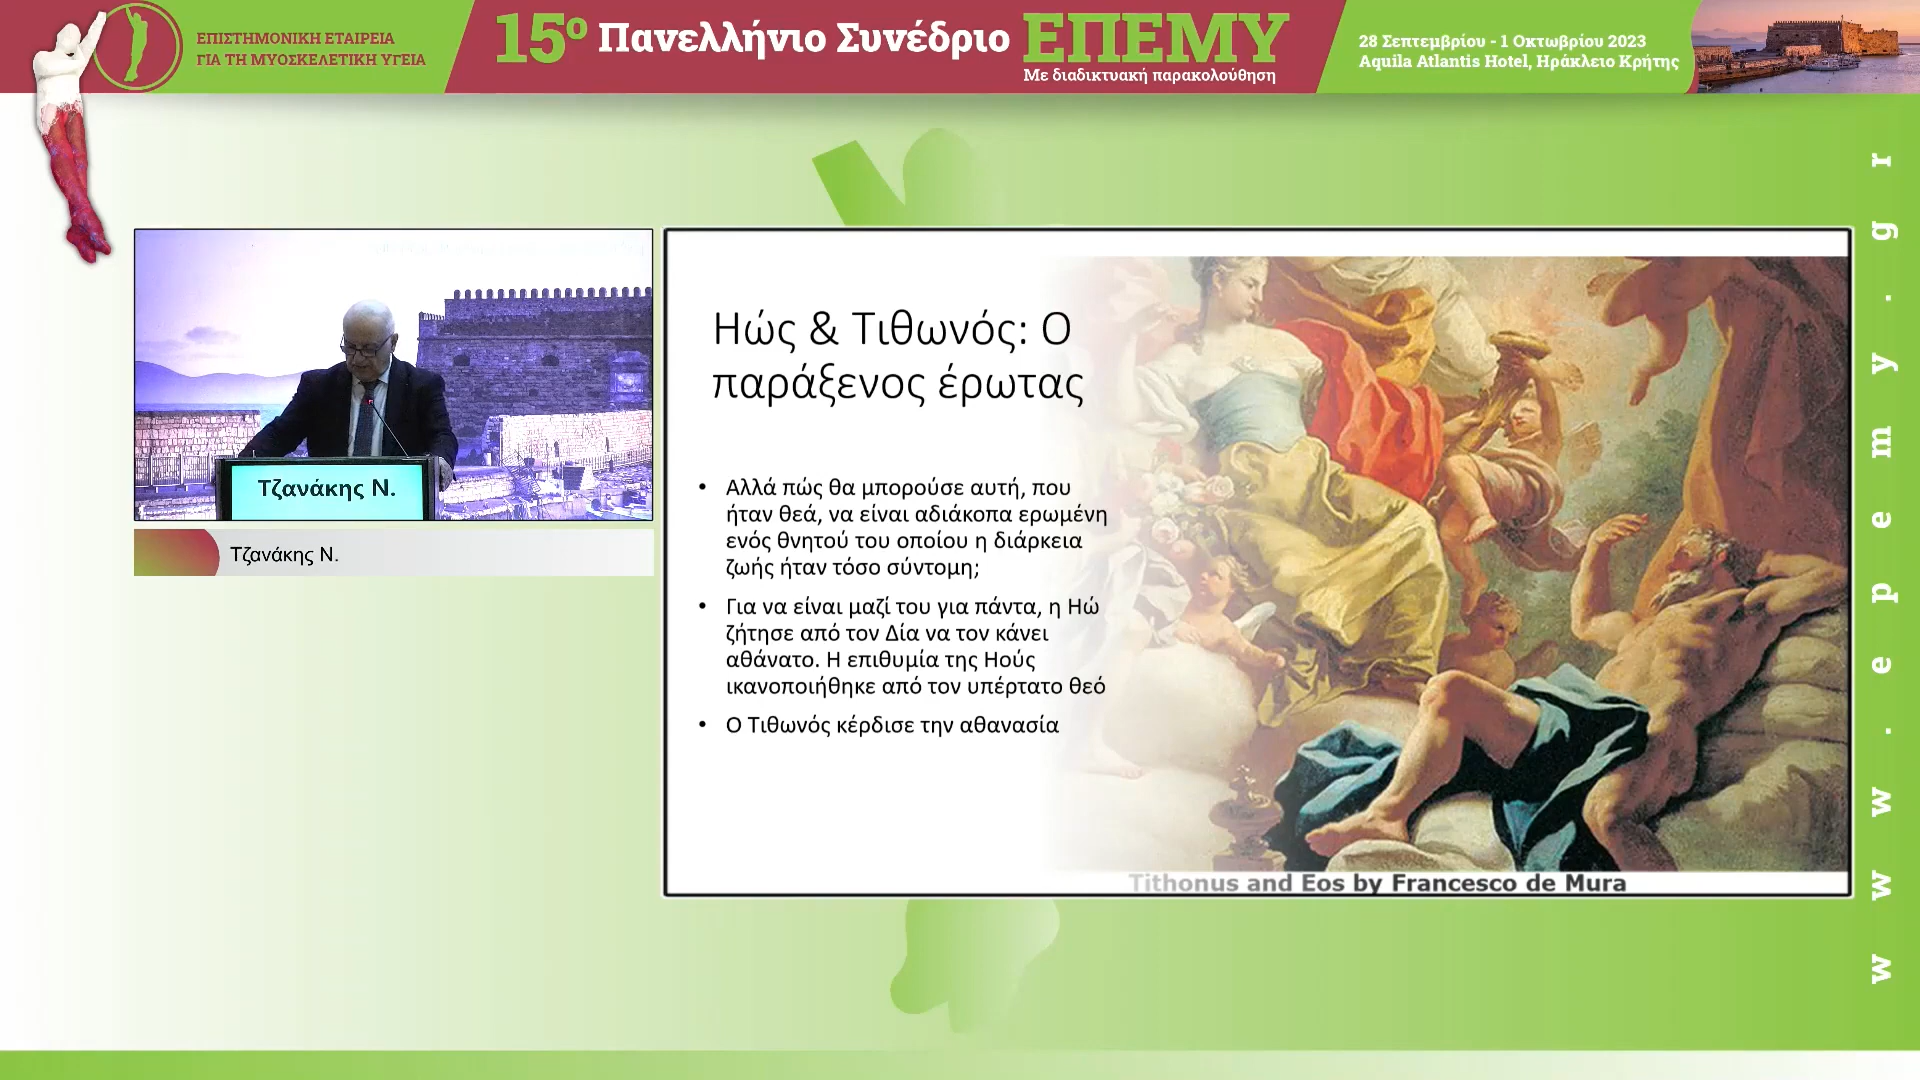 ΕΠΙΣΤΗΜΟΝΙΚΗ ΕΤΑΙΡΕΙΑ
ΓΙΑ ΤΗ ΜΥΟΣΚΕΛΕΤΙΚΗ ΥΓΕΙΑ
15ο Πανελλήνιο Συνέδριο ΕΠΕΜΥ
Με διαδικτυακή παρακολούθηση
28 Σεπτεμβρίου - 1 Οκτωβρίου 2023
Aquila Atlantis Hotel, Ηράκλειο Κρήτης
Τζανάκης Ν.
Τζανάκης Ν.
Ηώς & Τιθωνός: Ο
παράξενος έρωτας
• Αλλά πώς θα μπορούσε αυτή, που
ήταν θεά, να είναι αδιάκοπα ερωμένη
ενός θνητού του οποίου η διάρκεια
ζωής ήταν τόσο σύντομη;
• Για να είναι μαζί του για πάντα, η Ηώ
ζήτησε από τον Δία να τον κάνει
αθάνατο. Η επιθυμία της Ηούς
ικανοποιήθηκε από τον υπέρτατο θεό
• Ο Τιθωνός κέρδισε την αθανασία
Tithonus and Eos by Francesco de Mura
www.epemy.gr